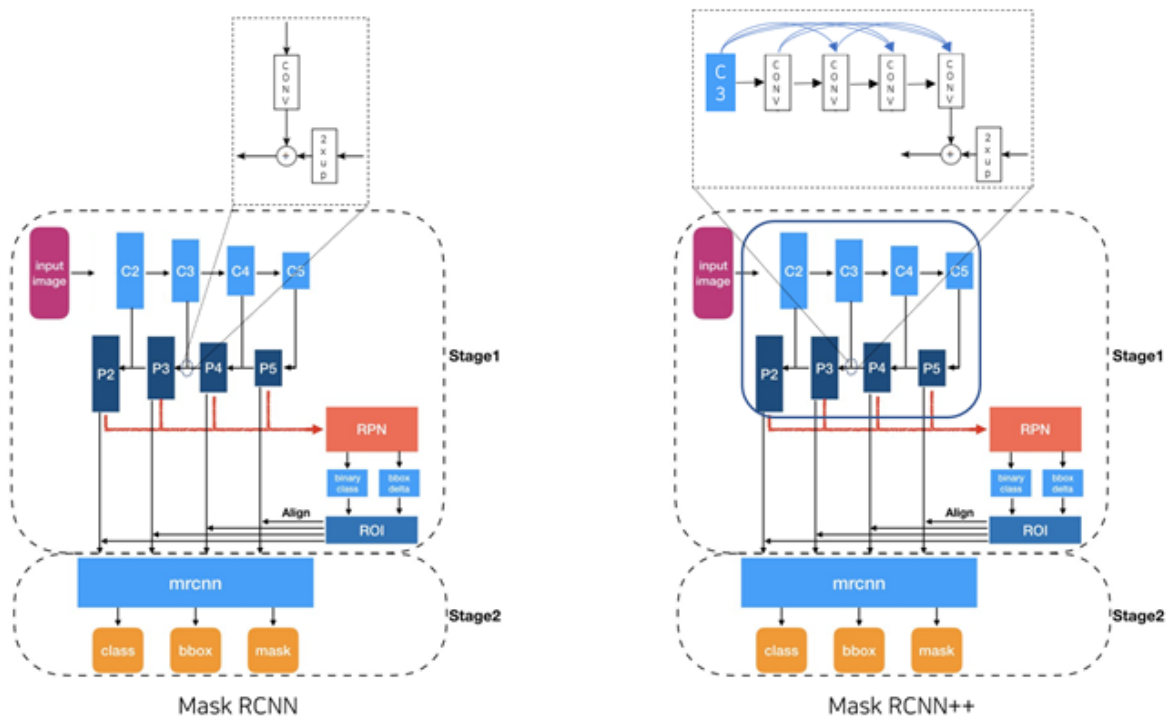 CONV
2xup
+
input
image
C2
C3
C4
C5
P2
P3
P4
P5
Stage1
RPN
binary
class
bbox
delta
Align
ROI
mrcnn
Stage2
class
bbox
mask
Mask RCNN
C3
CONV
CONV
CONV
CONV
2xup
+
input
image
C2
C3
C4
C5
P2
P3
P4
P5
Stage1
RPN
binary
class
bbox
delta
Align
ROI
mrcnn
Stage2
class
bbox
mask
Mask RCNN++